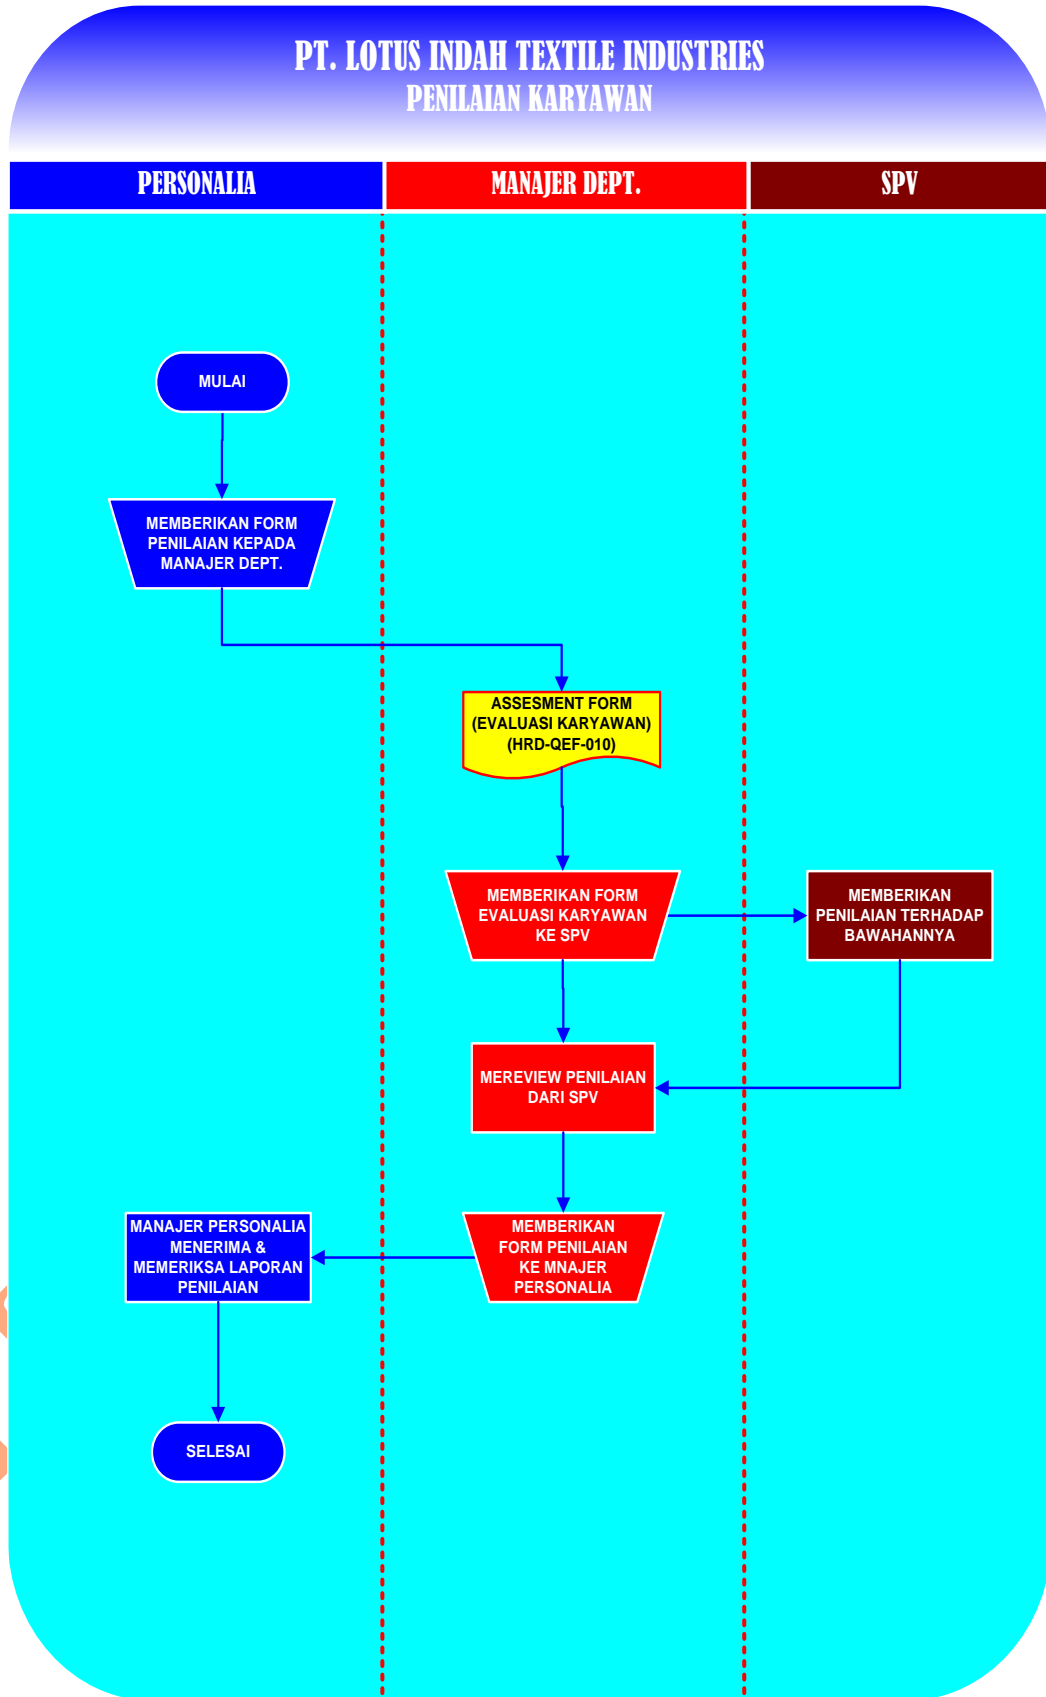 PT. LOTUS INDAH TEXTILE INDUSTRIES
PENILAIAN KARYAWAN
PERSONALIA
MANAJER DEPT.
SPV
MULAI
MEMBERIKAN FORM
PENILAIAN KEPADA
MANAJER DEPT.
ASSESMENT FORM
(EVALUASI KARYAWAN)
(HRD-QEF-010)
MEMBERIKAN FORM
EVALUASI KARYAWAN
KE SPV
MEMBERIKAN
PENILAIAN TERHADAP
BAWAHANNYA
MEREVIEW PENILAIAN
DARI SPV
MEMBERIKAN
FORM PENILAIAN
KE MNAJER
PERSONALIA
MANAJER PERSONALIA
MENERIMA &
MEMERIKSA LAPORAN
PENILAIAN
SELESAI